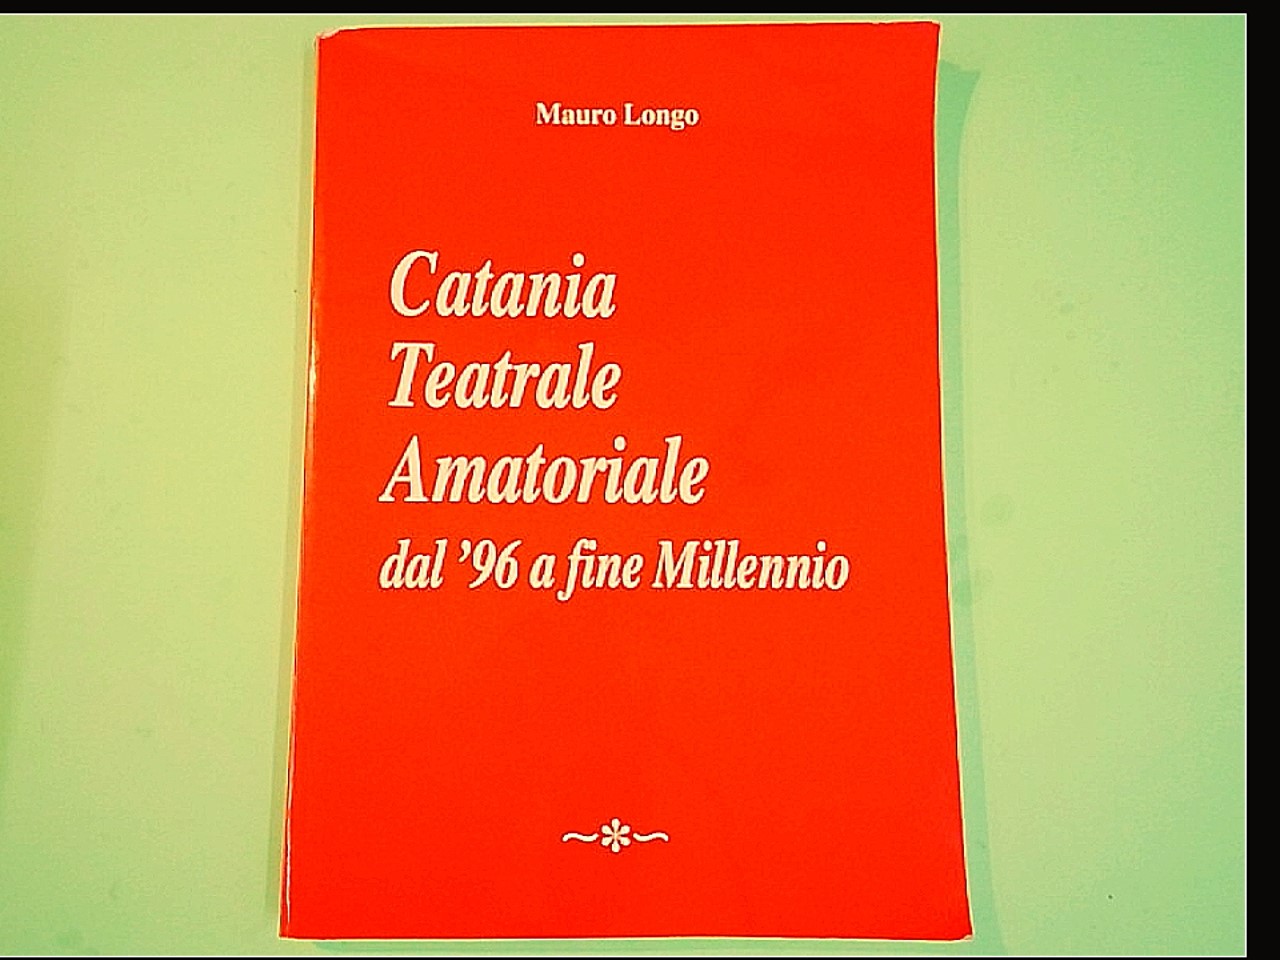 Mauro Longo
Catania
Teatrale
Amatoriale
dal ’96 a fine Millennio